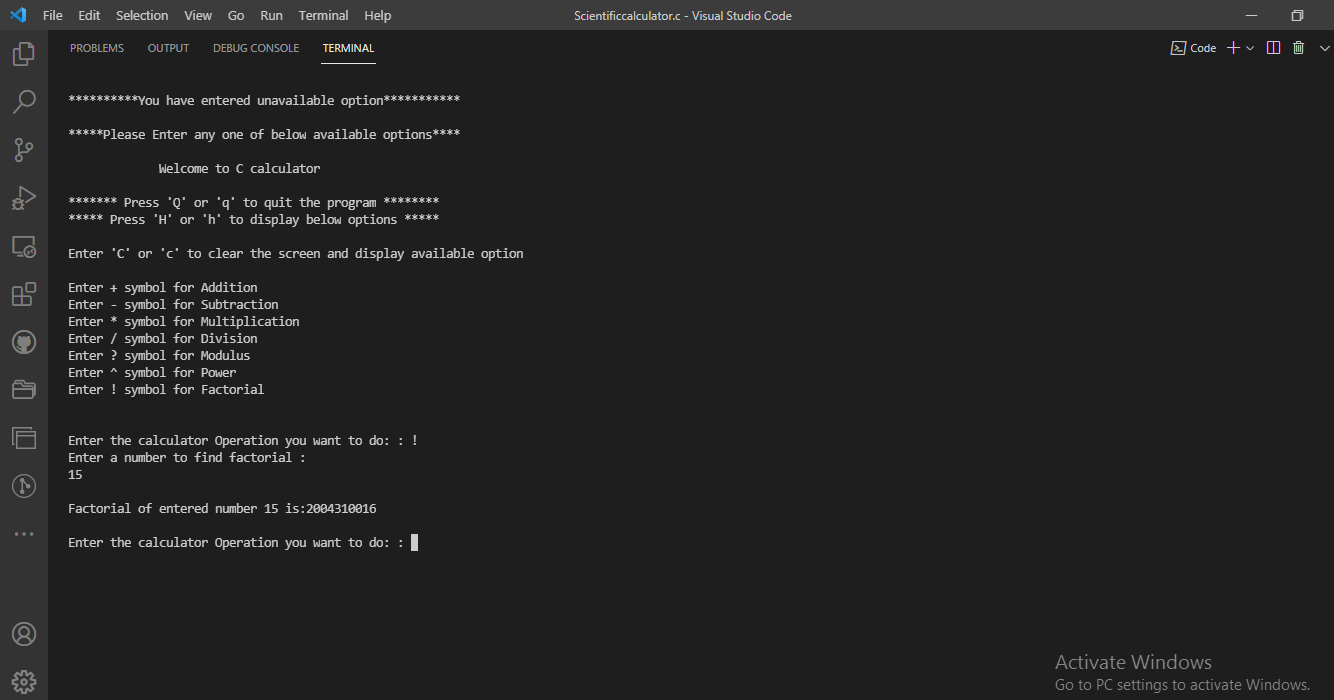 File Edit Selection View Go Run Terminal Help Scientificcalculator.c - Visual Studio Code
PROBLEMS OUTPUT DEBUG CONSOLE TERMINAL Code
**********You have entered unavailable option***********
*****Please Enter any one of below available options****
Welcome to C calculator
******* Press 'Q' or 'q' to quit the program ********
***** Press 'H' or 'h' to display below options *****
Enter 'C' or 'c' to clear the screen and display available option
Enter + symbol for Addition
Enter - symbol for Subtraction
Enter * symbol for Multiplication
Enter / symbol for Division
Enter ? symbol for Modulus
Enter ^ symbol for Power
Enter ! symbol for Factorial
Enter the calculator Operation you want to do: : !
Enter a number to find factorial :
15
Factorial of entered number 15 is:2004310016
Enter the calculator Operation you want to do: :
Activate Windows
Go to PC settings to activate Windows.